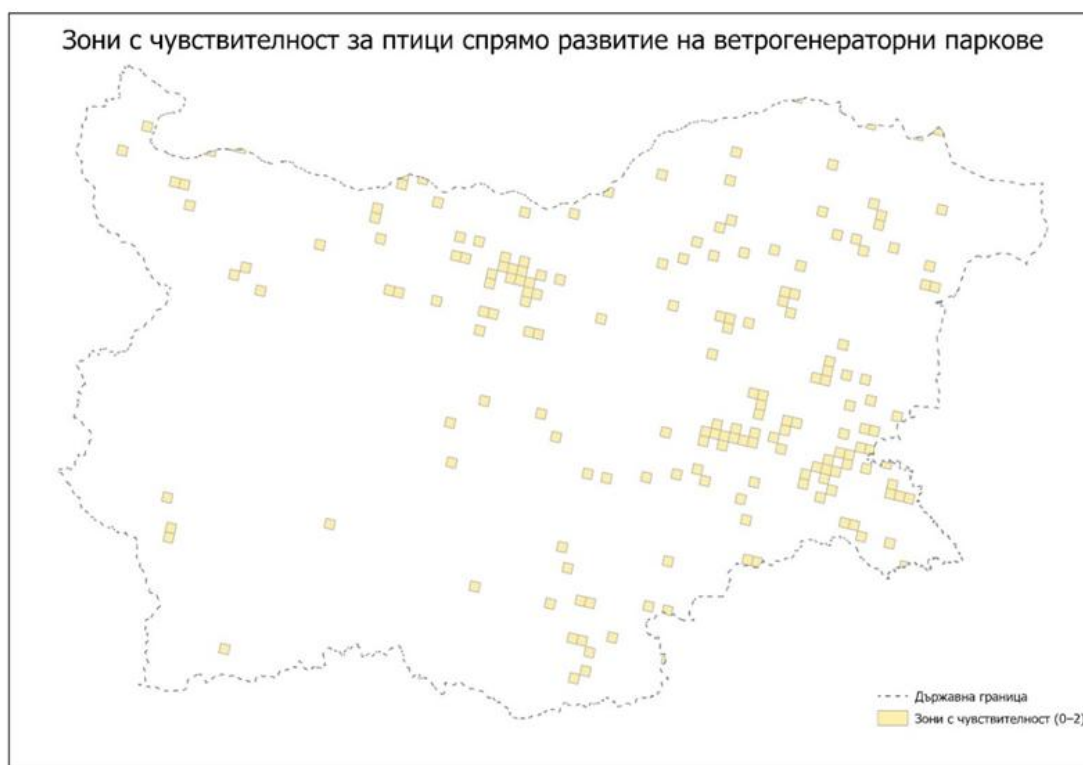 Зони с чувствителност за птици спрямо развитие на ветрогенераторни паркове
Държавна граница
Зони с чувствителност (0–2)